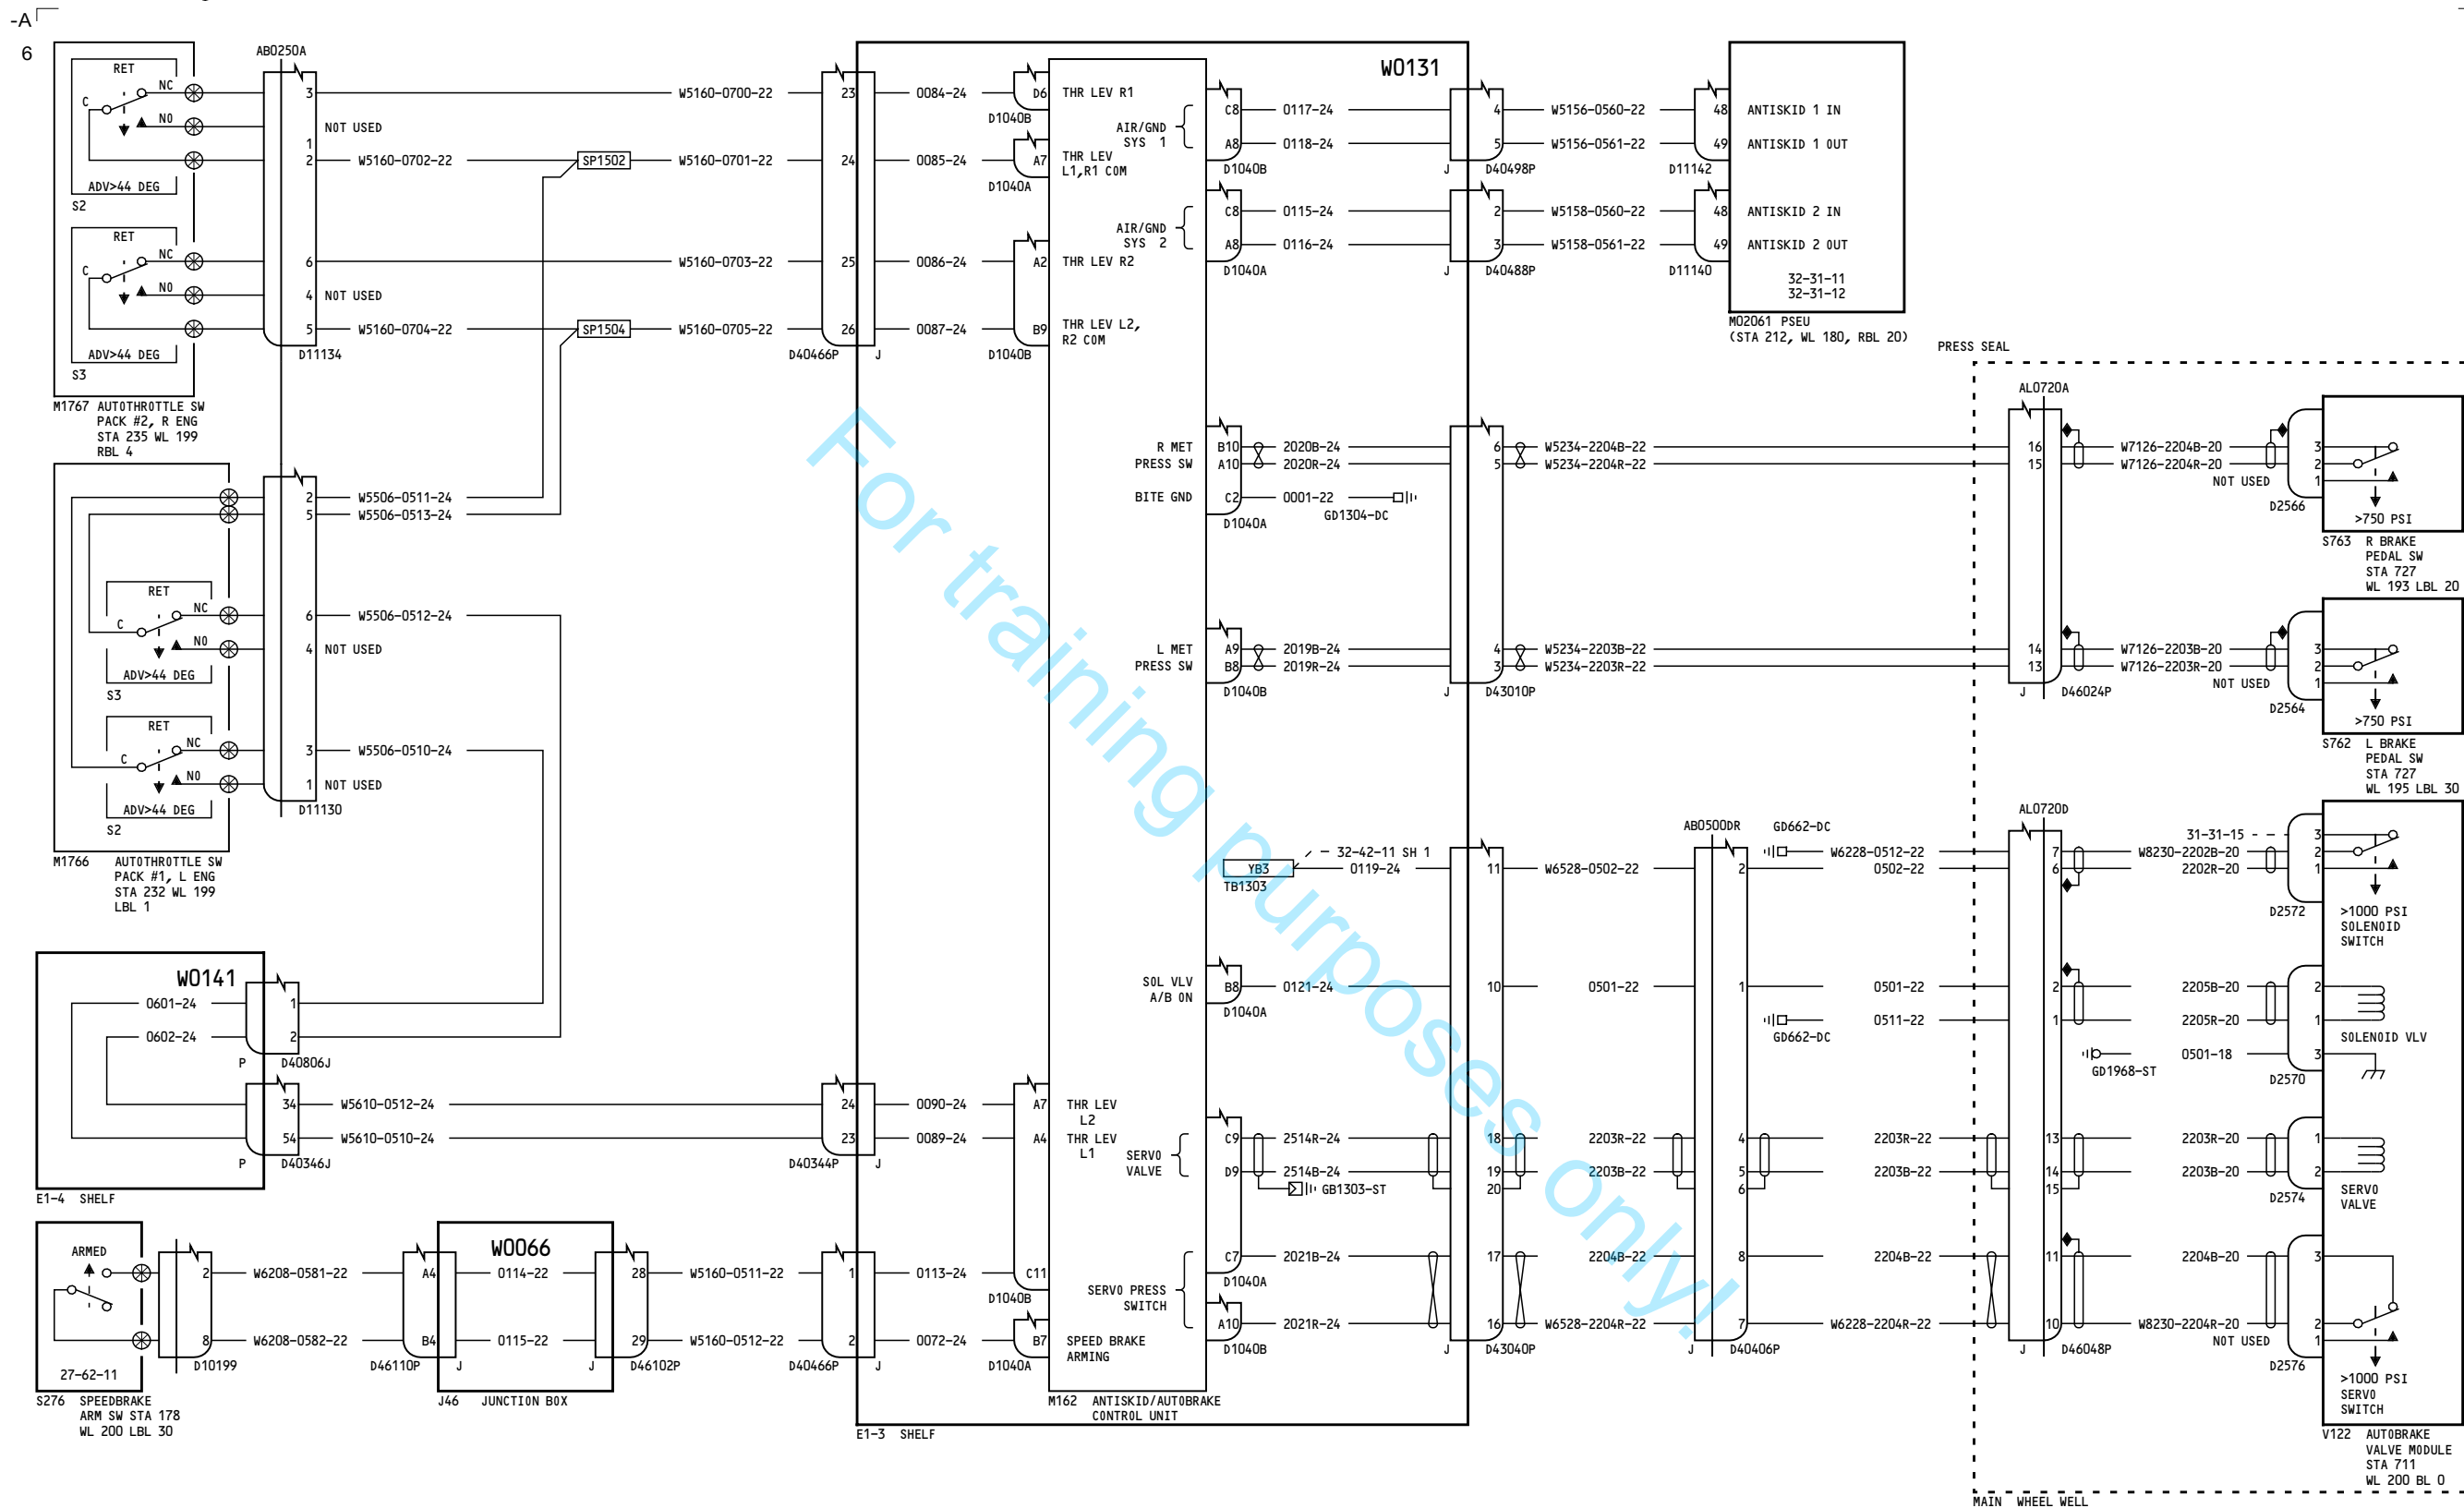 -A
6
AB0250A
RET
NC
C
NO
ADV>44 DEG
S2
RET
NC
C
NO
ADV>44 DEG
S3
M1767 AUTOTHROTTLE SW
PACK #2, R ENG
STA 235 WL 199
RBL 4
3
1
NOT USED
2
6
4 NOT USED
5
D11134
W5160-0700-22
W5160-0702-22
SP1502
W5160-0701-22
W5160-0703-22
W5160-0704-22
SP1504
W5160-0705-22
23
24
25
26
D40466P
J
0084-24
0085-24
0086-24
0087-24
D6
D1040B
A7
D1040A
A2
B9
D1040B
THR LEV R1
THR LEV
L1,R1 COM
THR LEV R2
THR LEV L2,
R2 COM
W0131
AIR/GND
SYS 1
C8
A8
D1040B
0117-24
0118-24
4
5
J
D40498P
W5156-0560-22
W5156-0561-22
48
49
D11142
ANTISKID 1 IN
ANTISKID 1 OUT
AIR/GND
SYS 2
C8
A8
D1040A
0115-24
0116-24
2
3
J
D40488P
W5158-0560-22
W5158-0561-22
48
49
D11140
ANTISKID 2 IN
ANTISKID 2 OUT
32-31-11
32-31-12
M02061 PSEU
(STA 212, WL 180, RBL 20)
PRESS SEAL
RET
NC
C
NO
ADV>44 DEG
S3
RET
NC
C
NO
ADV>44 DEG
S2
M1766 AUTOTHROTTLE SW
PACK #1, L ENG
STA 232 WL 199
LBL 1
2
5
6
4 NOT USED
3
1 NOT USED
D11130
W5506-0511-24
W5506-0513-24
W5506-0512-24
W5506-0510-24
R MET
PRESS SW
BITE GND
B10
A10
C2
D1040A
2020B-24
2020R-24
0001-22
GD1304-DC
6
5
W5234-2204B-22
W5234-2204R-22
AL0720A
16
15
W7126-2204B-20
W7126-2204R-20
NOT USED
3
2
1
D2566
>750 PSI
S763 R BRAKE
PEDAL SW
STA 727
WL 193 LBL 20
L MET
PRESS SW
A9
B8
D1040B
2019B-24
2019R-24
4
3
J
D43010P
W5234-2203B-22
W5234-2203R-22
14
13
J
D46024P
W7126-2203B-20
W7126-2203R-20
NOT USED
3
2
1
D2564
>750 PSI
S762 L BRAKE
PEDAL SW
STA 727
WL 195 LBL 30
32-42-11 SH 1
YB3
TB1303
0119-24
11
W6528-0502-22
AB0500DR
2
GD662-DC
W6228-0512-22
0502-22
AL0720D
7
6
W8230-2202B-20
2202R-20
31-31-15
3
2
1
D2572
>1000 PSI
SOLENOID
SWITCH
SOL VLV
A/B ON
B8
D1040A
0121-24
10
0501-22
1
GD662-DC
0501-22
0511-22
2
1
2205B-20
2205R-20
GD1968-ST
0501-18
2
1
3
D2570
SOLENOID VLV
W0141
0601-24
0602-24
1
2
P
D40806J
34
54
P
D40346J
E1-4 SHELF
W5610-0512-24
W5610-0510-24
24
23
D40344P
J
0090-24
0089-24
A7
A4
THR LEV
L2
THR LEV
L1
SERVO
VALVE
C9
D9
2514R-24
2514B-24
GB1303-ST
18
19
20
2203R-22
2203B-22
4
5
6
2203R-22
2203B-22
13
14
15
2203R-20
2203B-20
1
2
D2574
SERVO
VALVE
ARMED
27-62-11
S276 SPEEDBRAKE
ARM SW STA 178
WL 200 LBL 30
2
8
D10199
W6208-0581-22
W6208-0582-22
A4
B4
D46110P
J
W0066
0114-22
0115-22
J46 JUNCTION BOX
28
29
J
D46102P
W5160-0511-22
W5160-0512-22
1
2
D40466P
J
0113-24
0072-24
C11
D1040B
B7
D1040A
SPEED BRAKE
ARMING
SERVO PRESS
SWITCH
C7
D1040A
A10
D1040B
2021B-24
2021R-24
17
16
J
D43040P
2204B-22
W6528-2204R-22
8
7
J
D40406P
2204B-22
W6228-2204R-22
11
10
J
D46048P
2204B-20
W8230-2204R-20
NOT USED
3
2
1
D2576
>1000 PSI
SERVO
SWITCH
M162 ANTISKID/AUTOBRAKE
CONTROL UNIT
E1-3 SHELF
V122 AUTOBRAKE
VALVE MODULE
STA 711
WL 200 BL 0
MAIN WHEEL WELL
For training purposes only!